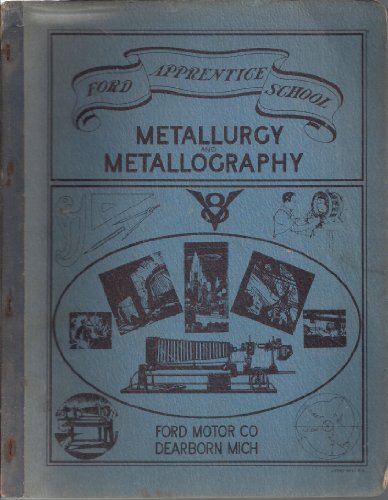 FORD APPRENTICE SCHOOL
METALLURGY
AND
METALLOGRAPHY
V8
FORD MOTOR CO
DEARBORN MICH